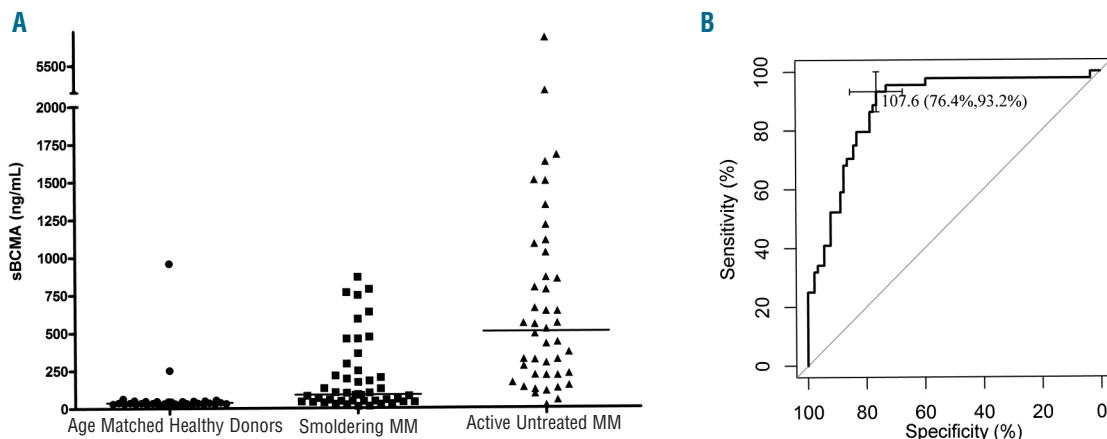 A
sBCMA (ng/mL)
5500
2000
1750
1500
1250
1000
750
500
250
0
Age Matched Healthy Donors
Smoldering MM
Active Untreated MM
B
Sensitivity (%)
100
80
60
40
20
0
107.6 (76.4%,93.2%)
100 80 60 40 20 0
Specificity (%)